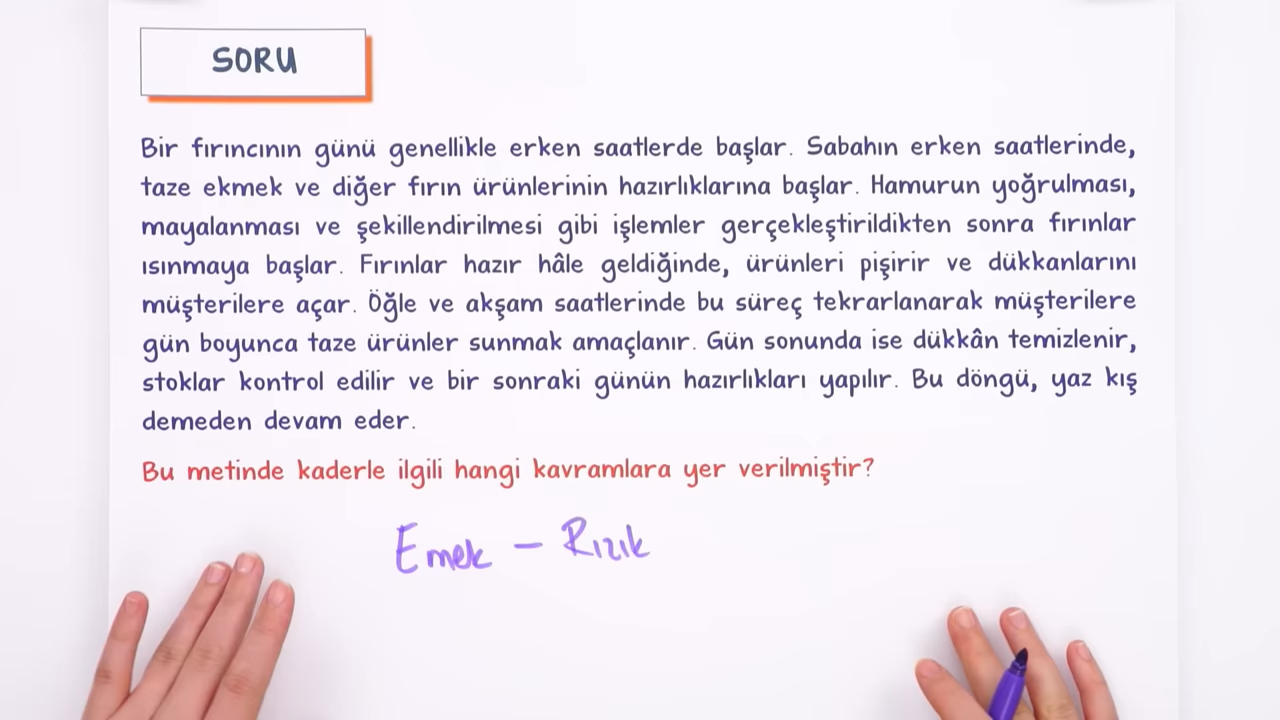 SORU
Bir fırıncının günü genellikle erken saatlerde başlar. Sabahın erken saatlerinde,
taze ekmek ve diğer fırın ürünlerinin hazırlıklarına başlar. Hamurun yoğrulması,
mayalanması ve şekillendirilmesi gibi işlemler gerçekleştirildikten sonra fırınlar
ısınmaya başlar. Fırınlar hazır hâle geldiğinde, ürünleri pişirir ve dükkanlarını
müşterilere açar. Öğle ve akşam saatlerinde bu süreç tekrarlanarak müşterilere
gün boyunca taze ürünler sunmak amaçlanır. Gün sonunda ise dükkân temizlenir,
stoklar kontrol edilir ve bir sonraki günün hazırlıkları yapılır. Bu döngü, yaz kış
demeden devam eder.
Bu metinde kaderle ilgili hangi kavramlara yer verilmiştir?
Emek – Rızık